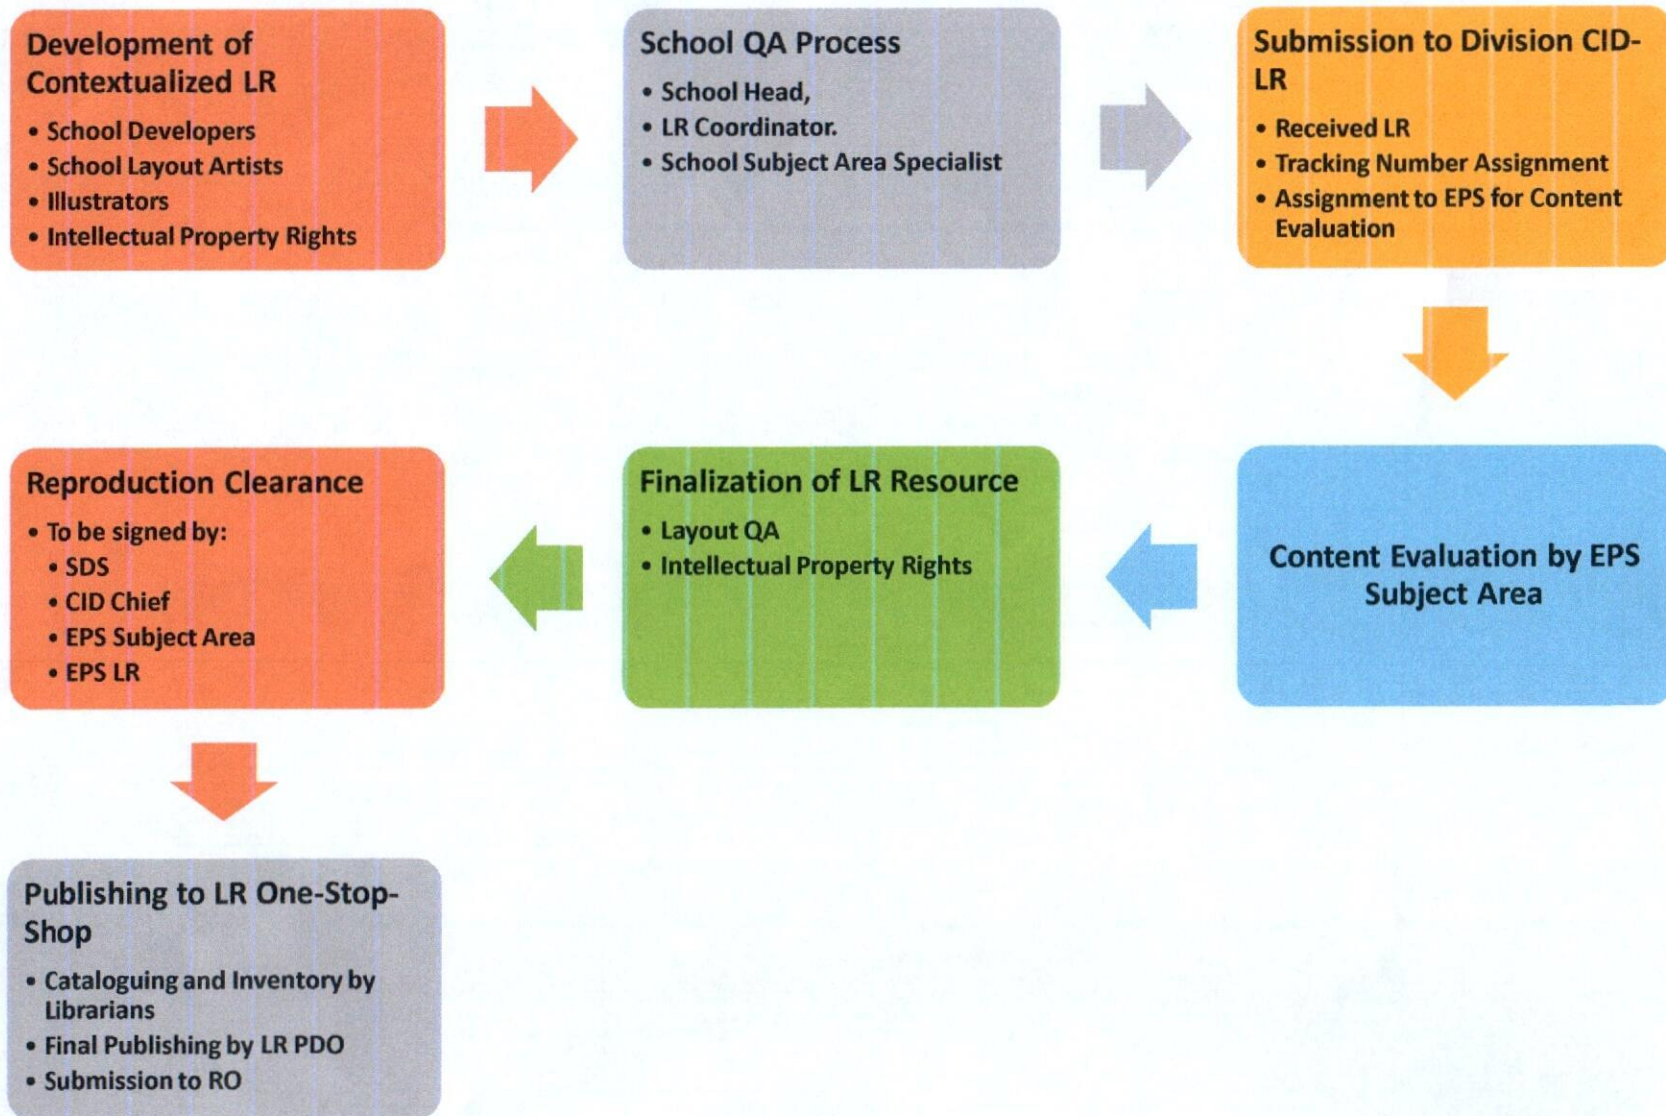 Development of
Contextualized LR
• School Developers
• School Layout Artists
• Illustrators
• Intellectual Property Rights
School QA Process
• School Head,
• LR Coordinator.
• School Subject Area Specialist
Submission to Division CID-
LR
• Received LR
• Tracking Number Assignment
• Assignment to EPS for Content
Evaluation
Content Evaluation by EPS
Subject Area
Finalization of LR Resource
• Layout QA
• Intellectual Property Rights
Reproduction Clearance
• To be signed by:
• SDS
• CID Chief
• EPS Subject Area
• EPS LR
Publishing to LR One-Stop-
Shop
• Cataloguing and Inventory by
Librarians
• Final Publishing by LR PDO
• Submission to RO